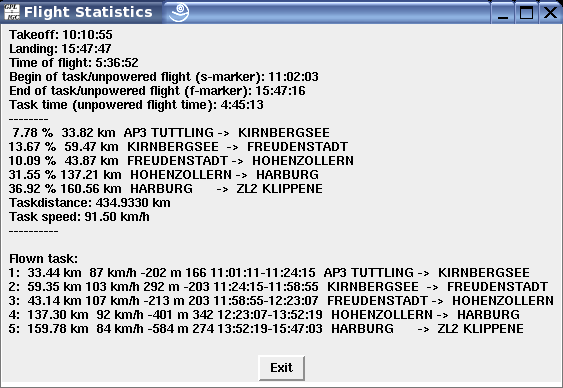 Flight Statistics
Takeoff: 10:10:55
Landing: 15:47:47
Time of flight: 5:36:52
Begin of task/unpowered flight (s-marker): 11:02:03
End of task/unpowered flight (f-marker): 15:47:16
Task time (unpowered flight time): 4:45:13
--------
7.78 % 33.82 km AP3 TUTTLING -> KIRNBERGSEE
13.67 % 59.47 km KIRNBERGSEE -> FREUDENSTADT
10.09 % 43.87 km FREUDENSTADT -> HOHENZOLLERN
31.55 % 137.21 km HOHENZOLLERN -> HARBURG
36.92 % 160.56 km HARBURG -> ZL2 KLIPPENE
Taskdistance: 434.9330 km
Task speed: 91.50 km/h
----------
Flown task:
1: 33.44 km 87 km/h -202 m 166 11:01:11-11:24:15 AP3 TUTTLING -> KIRNBERGSEE
2: 59.35 km 103 km/h 292 m -203 11:24:15-11:58:55 KIRNBERGSEE -> FREUDENSTADT
3: 43.14 km 107 km/h -213 m 203 11:58:55-12:23:07 FREUDENSTADT -> HOHENZOLLERN
4: 137.30 km 92 km/h -401 m 342 12:23:07-13:52:19 HOHENZOLLERN -> HARBURG
5: 159.78 km 84 km/h -584 m 274 13:52:19-15:47:03 HARBURG -> ZL2 KLIPPENE
Exit